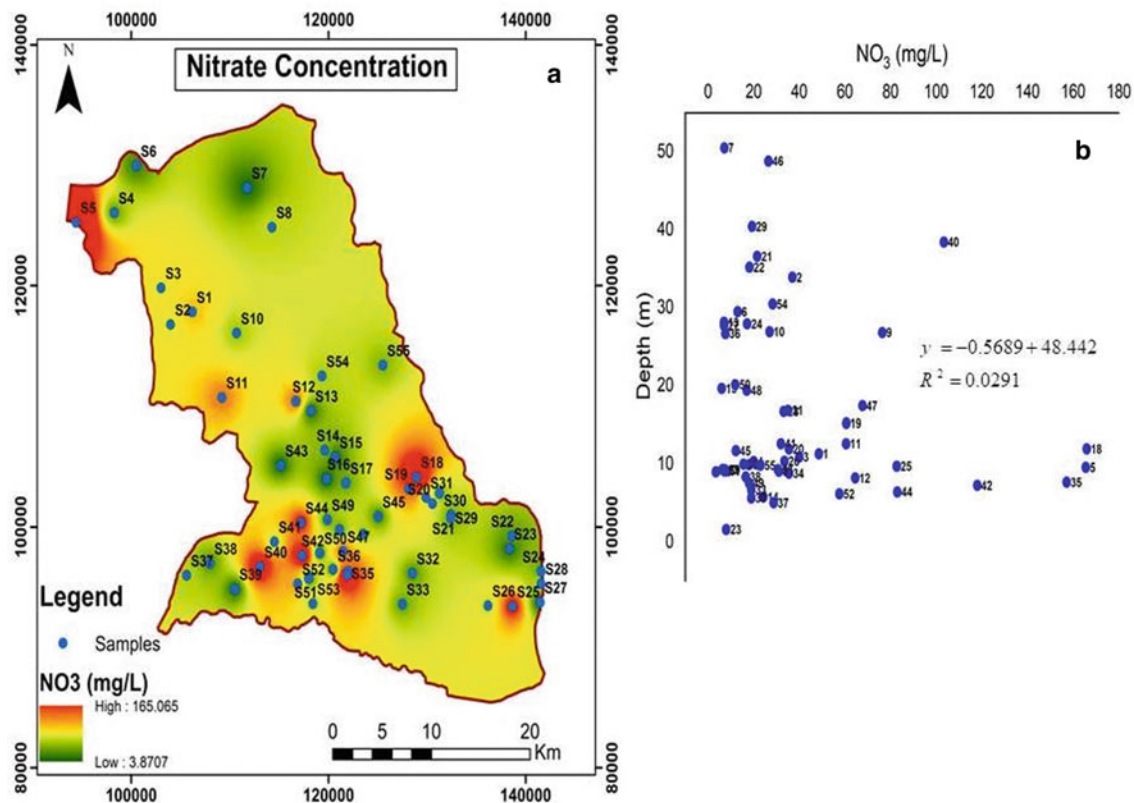 100000 120000 140000
140000 140000
N
Nitrate Concentration
a
S6
S7
S4
S5
S8
120000 120000
S3
S1
S2
S10
S55
S54
S11
S12
S13
S14
S15
S43
S18
S16
S17
S19
S20
S31
S30
S45
S44
S49
S29
S41
S21
S22
S23
100000 100000
S42
S50
S47
S38
S24
S40
S36
S32
S37
S28
S52
S35
S39
S27
S53
S33
S26
S25
S51
Legend
Samples
NO3 (mg/L)
High : 165.065
Low : 3.8707
0 5 10 20
Km
80000 80000
100000 120000 140000
NO3 (mg/L)
0 20 40 60 80 100 120 140 160 180
b
Depth (m)
50
40
30
20
10
0
7
46
29
40
21
22
2
54
6
24
36
10
9
y = −0.5689 + 48.442
R2 = 0.0291
50
48
47
19
11
18
45
20
1
3
55
25
5
34
12
35
38
42
52
44
37
23